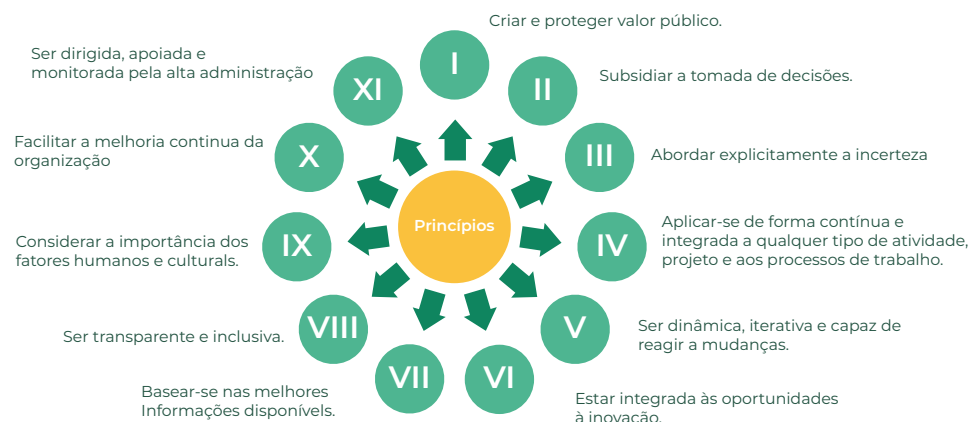 I
Criar e proteger valor público.
II
Subsidiar a tomada de decisões.
III
Abordar explicitamente a incerteza
IV
Aplicar-se de forma contínua e
integrada a qualquer tipo de atividade,
projeto e aos processos de trabalho.
V
Ser dinâmica, iterativa e capaz de
reagir a mudanças.
VI
Estar integrada às oportunidades
à inovação.
VII
Basear-se nas melhores
Informações disponívels.
VIII
Ser transparente e inclusiva.
IX
Considerar a importância dos
fatores humanos e culturals.
X
Facilitar a melhoria continua da
organização
XI
Ser dirigida, apoiada e
monitorada pela alta administração
Princípios